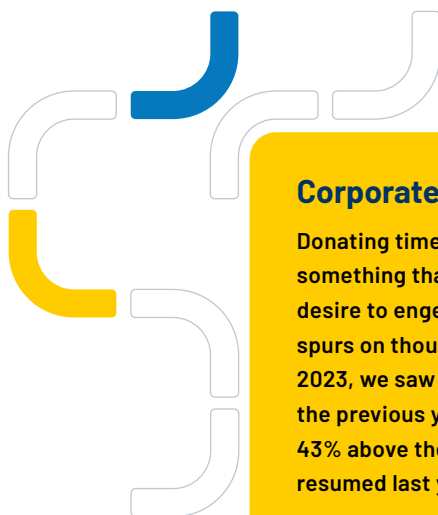 Corporate
Donating time
something tha
desire to enge
spurs on thou
2023, we saw
the previous y
43% above the
resumed last y